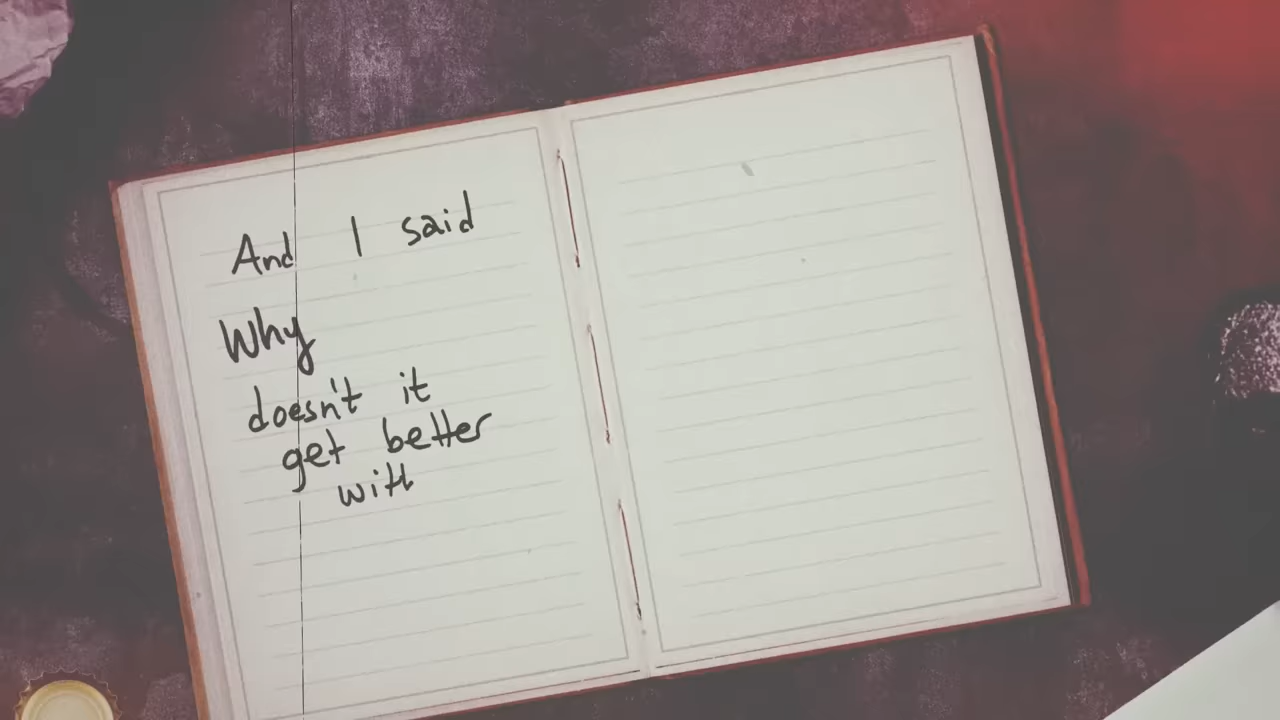 And I said
Why
doesn't it
get better
with